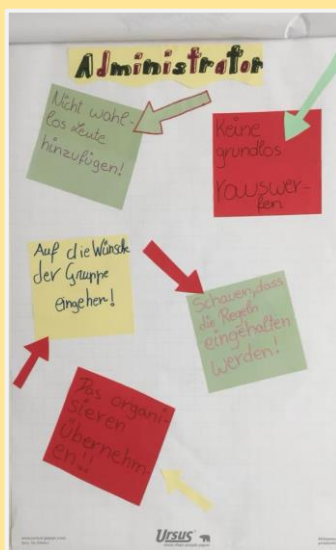 Administrator
Nicht wahl-
los Leute
hinzufügen!
Keine
grundlos
rauswer-
fen
Auf die Wünsche
der Gruppe
eingehen!
Schauen, dass
die Regeln
eingehalten
werden!
Das organi-
sieren
übernehm-
en!!
Ursus